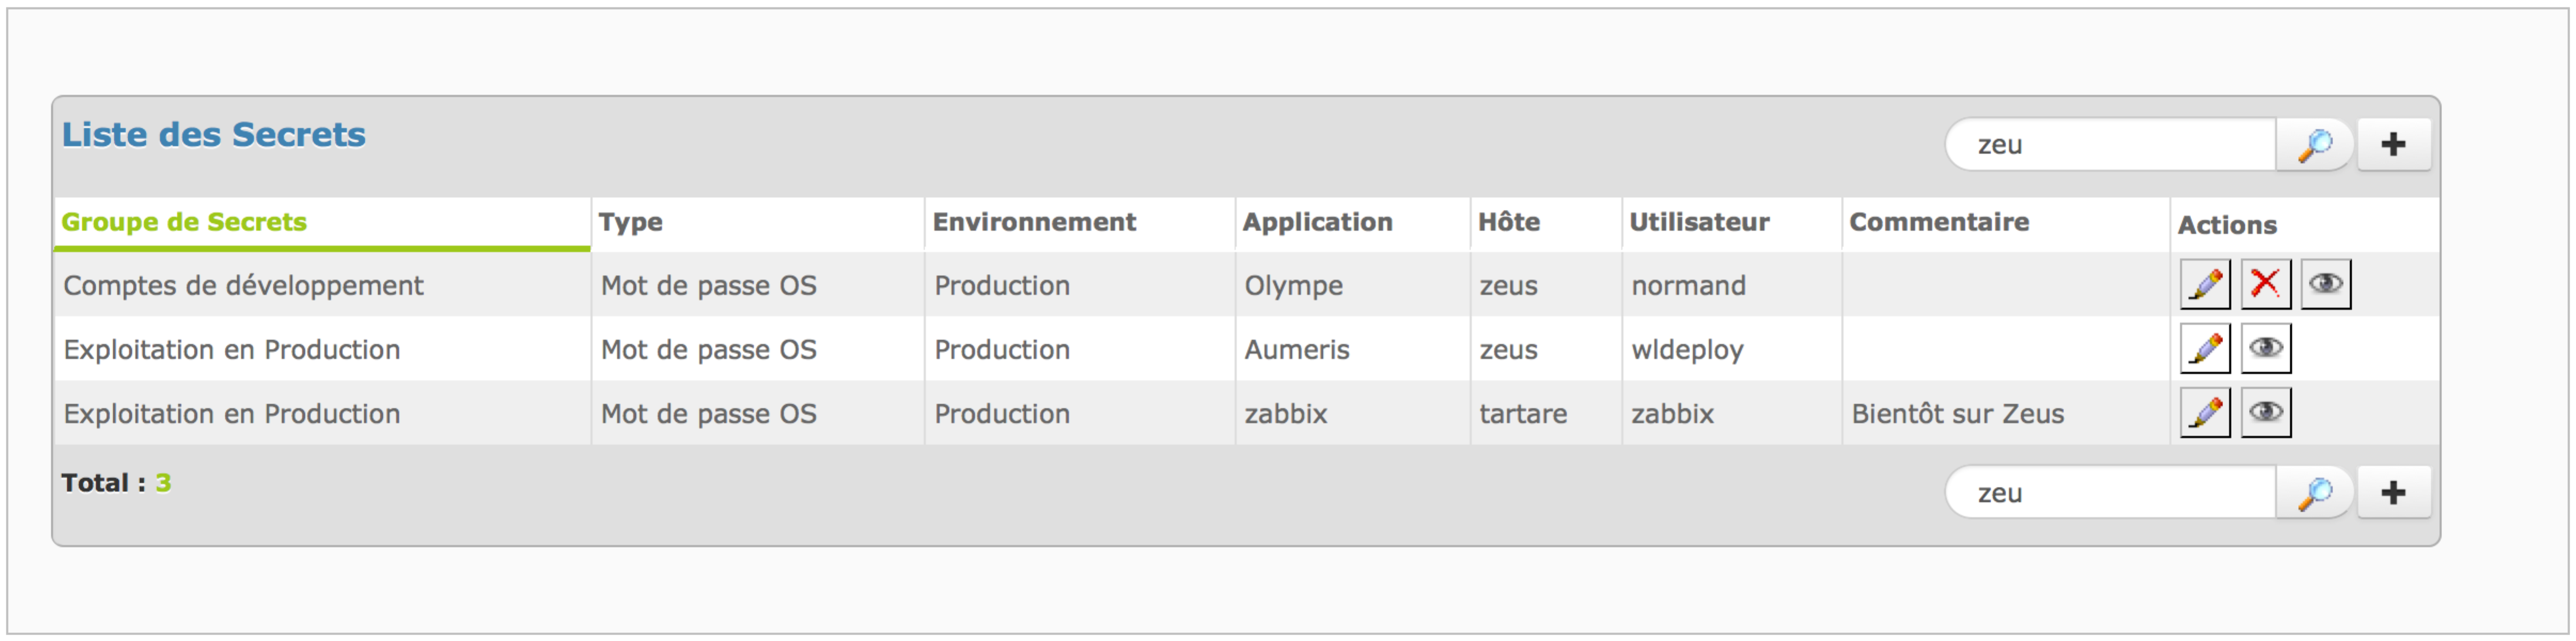 Liste des Secrets zeu
Groupe de Secrets Type Environnement Application Hôte Utilisateur Commentaire Actions
Comptes de développement Mot de passe OS Production Olympe zeus normand
Exploitation en Production Mot de passe OS Production Aumeris zeus wldeploy
Exploitation en Production Mot de passe OS Production zabbix tartare zabbix Bientôt sur Zeus
Total : 3 zeu